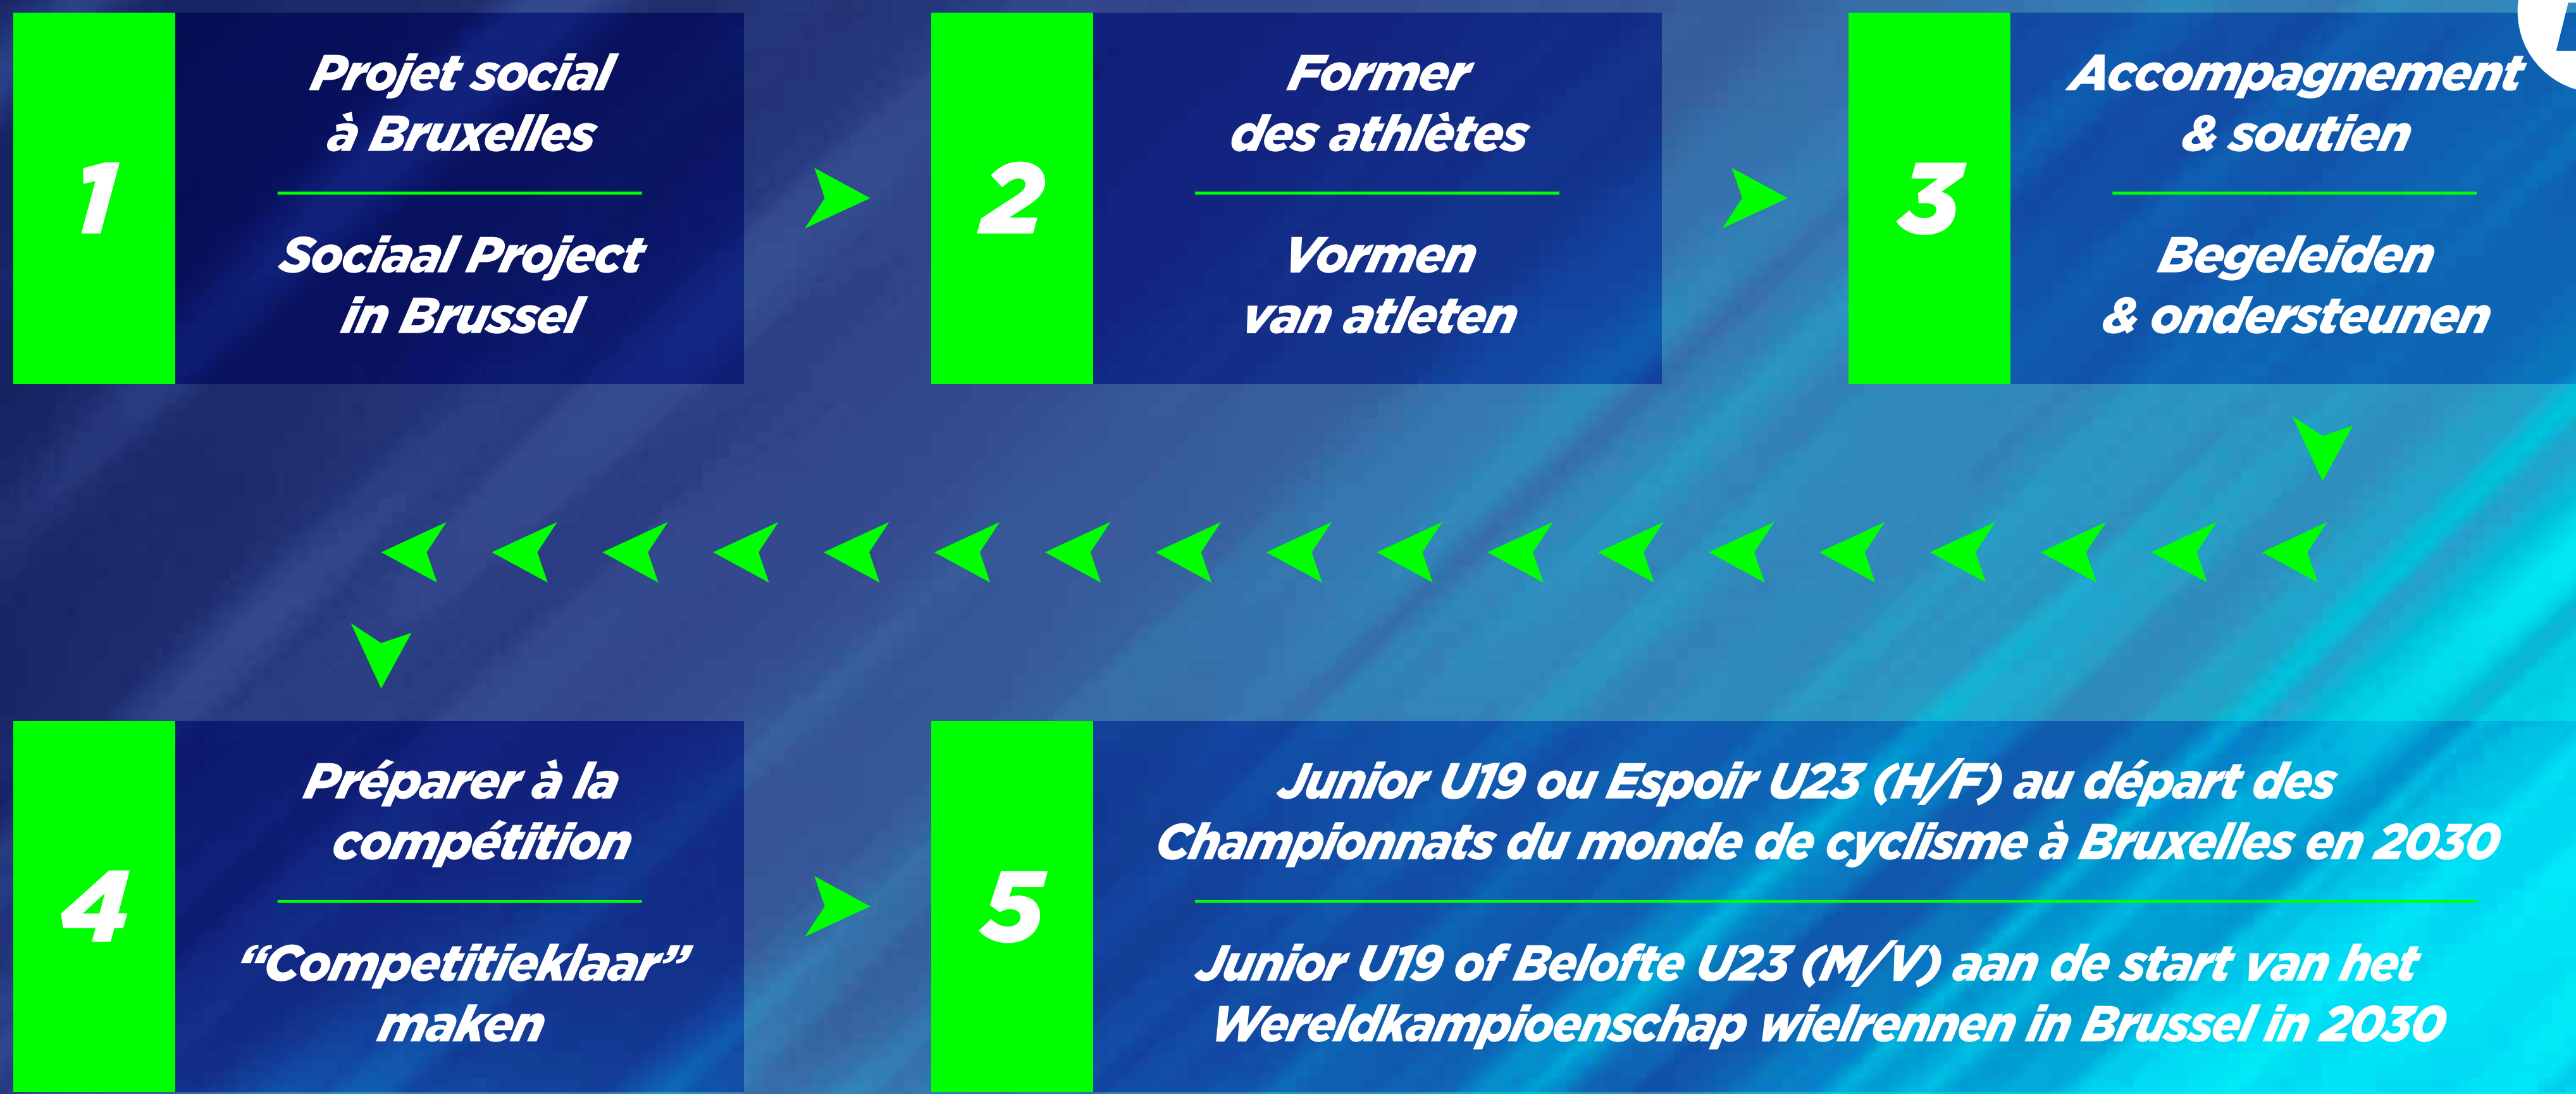 1
Projet social
à Bruxelles
Sociaal Project
in Brussel
2
Former
des athlètes
Vormen
van atleten
3
Accompagnement
& soutien
Begeleiden
& ondersteunen
4
Préparer à la
compétition
“Competitieklaar”
maken
5
Junior U19 ou Espoir U23 (H/F) au départ des
Championnats du monde de cyclisme à Bruxelles en 2030
Junior U19 of Belofte U23 (M/V) aan de start van het
Wereldkampioenschap wielrennen in Brussel in 2030